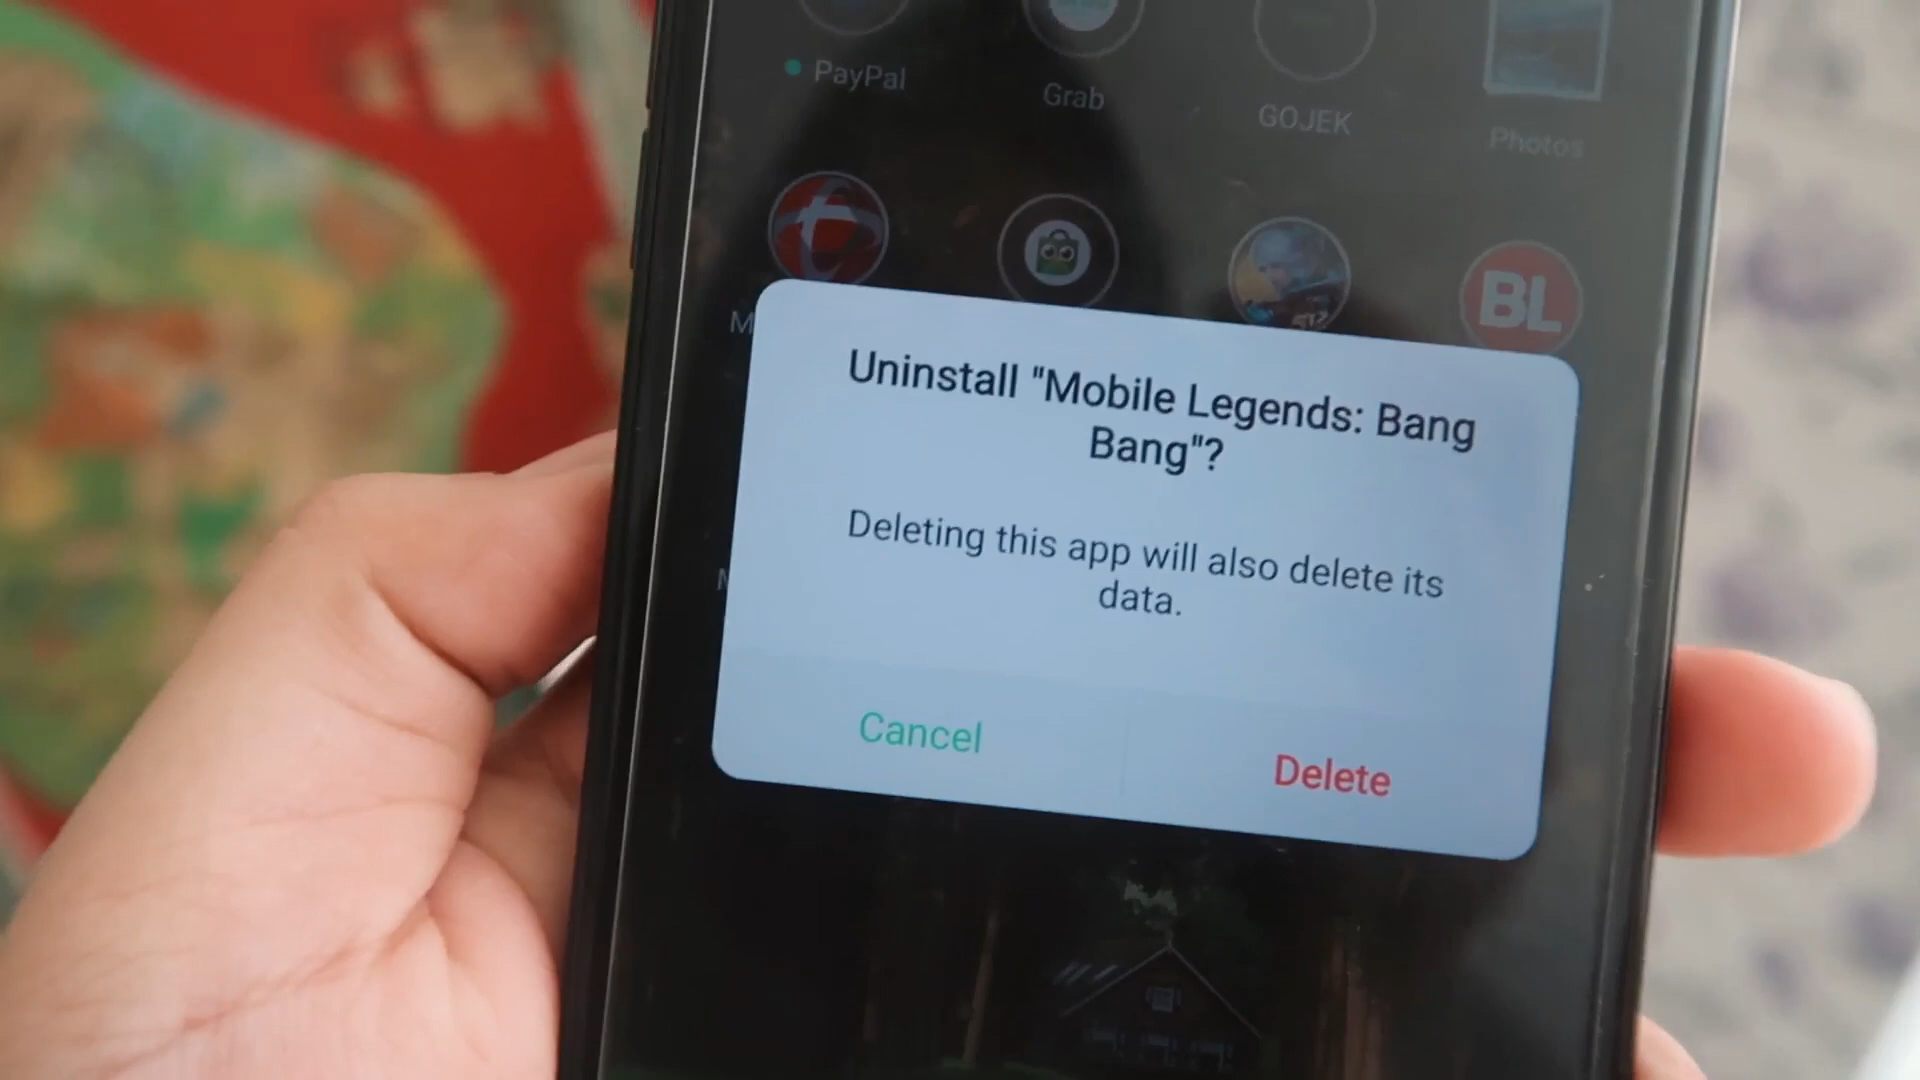 PayPal
Grab
GOJEK
Photos
BL
M
Uninstall "Mobile Legends: Bang
Bang"?
Deleting this app will also delete its
data.
Cancel
Delete